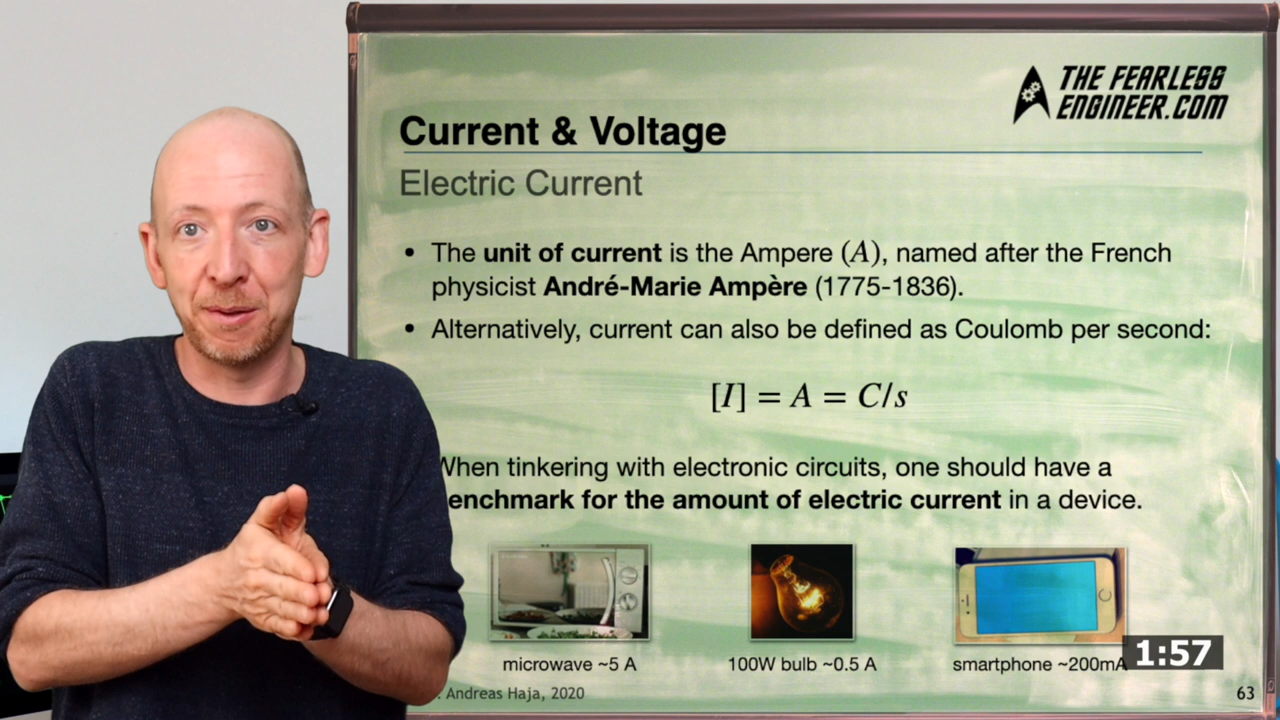 THE FEARLESS
ENGINEER.COM
Current & Voltage
Electric Current
• The unit of current is the Ampere (A), named after the French
physicist André-Marie Ampère (1775-1836).
• Alternatively, current can also be defined as Coulomb per second:
[I] = A = C/s
When tinkering with electronic circuits, one should have a
enchmark for the amount of electric current in a device.
microwave ~5 A
100W bulb ~0.5 A
smartphone ~200mA
1:57
. Andreas Haja, 2020
63